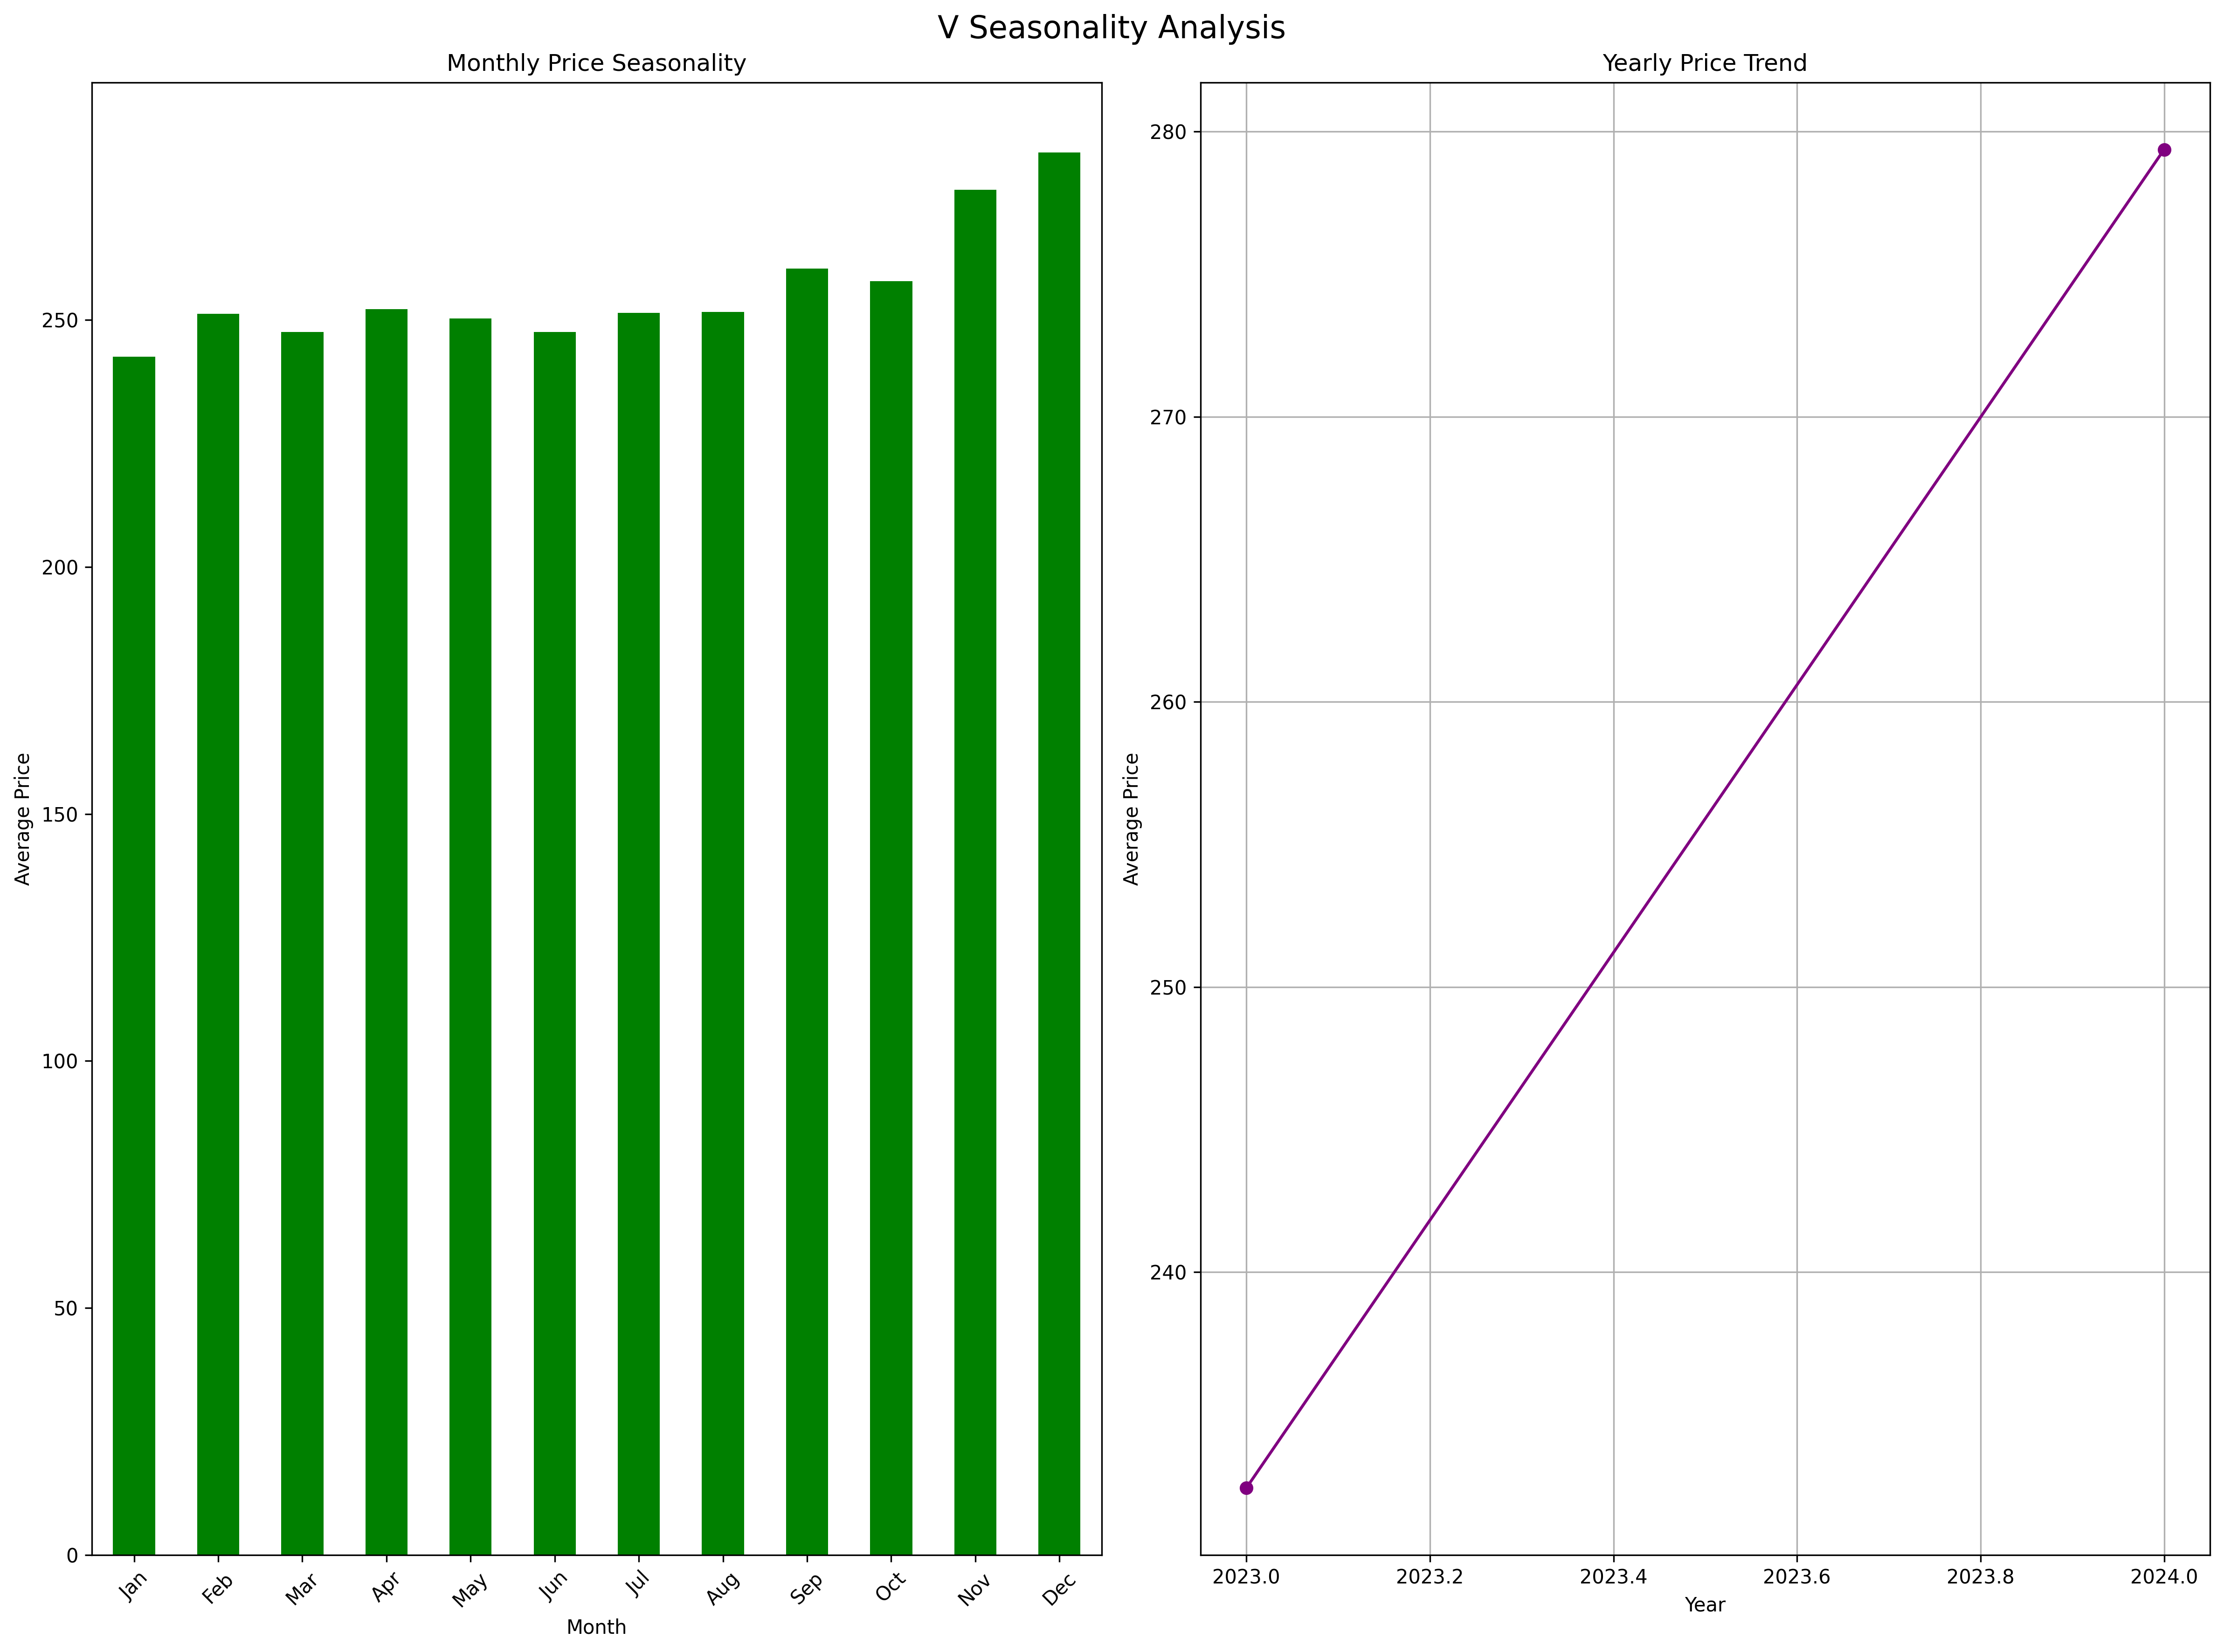 V Seasonality Analysis
Monthly Price Seasonality
Average Price
250
200
150
100
50
0
Jan Feb Mar Apr May Jun Jul Aug Sep Oct Nov Dec
Month
Yearly Price Trend
Average Price
280
270
260
250
240
2023.0 2023.2 2023.4 2023.6 2023.8 2024.0
Year